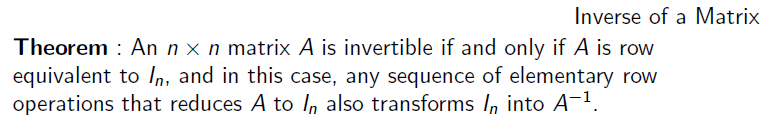 Inverse of a Matrix
Theorem : An n × n matrix A is invertible if and only if A is row
equivalent to Iₙ, and in this case, any sequence of elementary row
operations that reduces A to Iₙ also transforms Iₙ into A⁻¹.